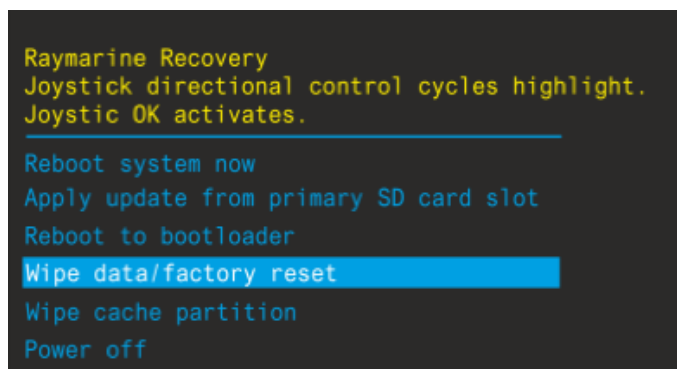 Raymarine Recovery
Joystick directional control cycles highlight.
Joystic OK activates.
Reboot system now
Apply update from primary SD card slot
Reboot to bootloader
Wipe data/factory reset
Wipe cache partition
Power off